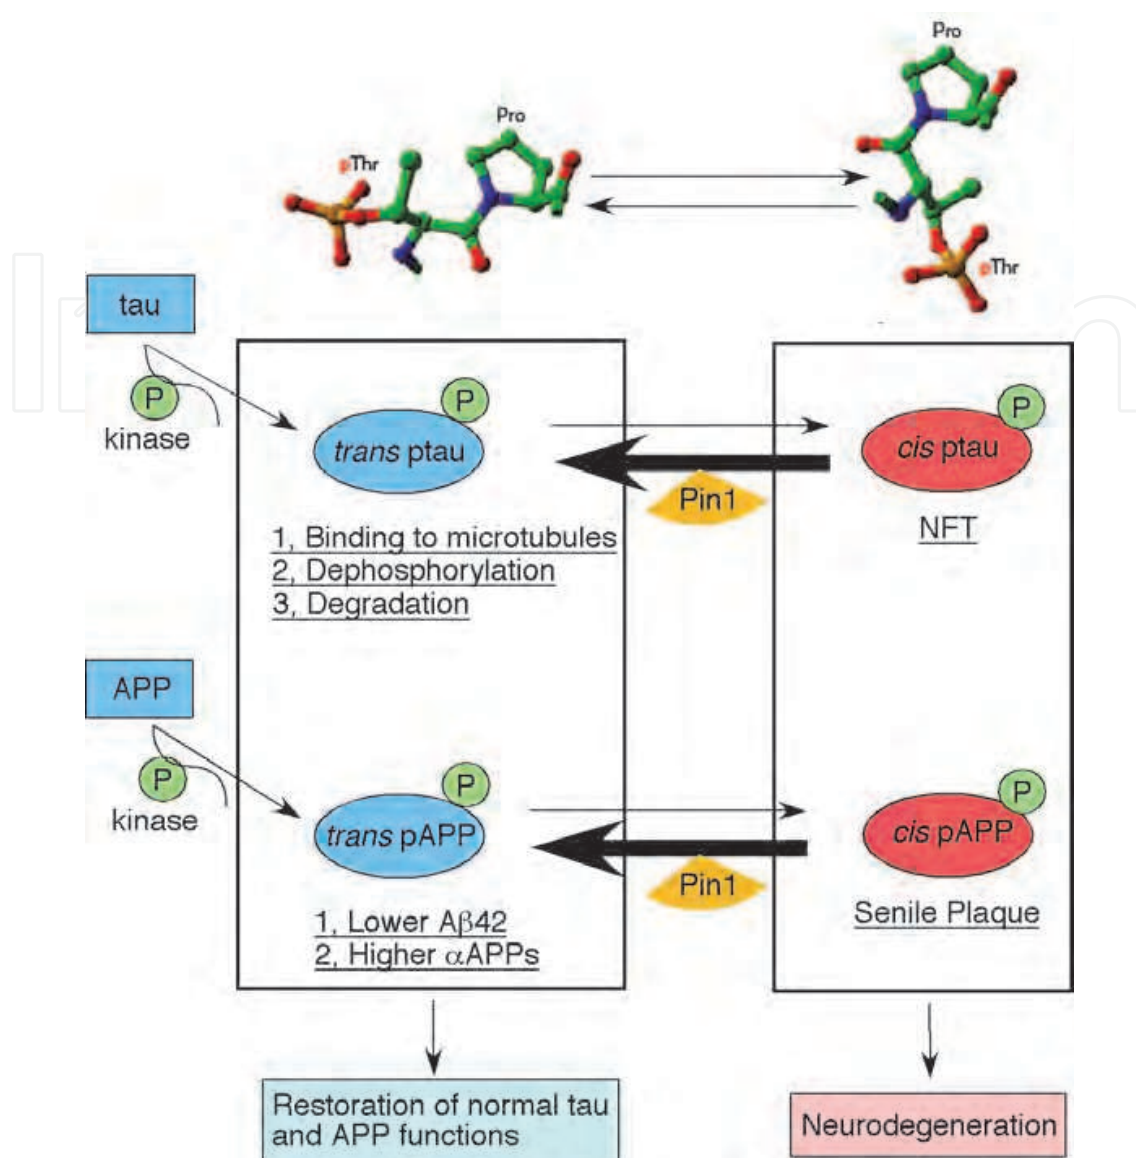 Pro
Pro
pThr
pThr
tau
P
kinase
P
trans ptau
P
cis ptau
Pin1
NFT
1, Binding to microtubules
2, Dephosphorylation
3, Degradation
APP
P
kinase
P
trans pAPP
P
cis pAPP
Pin1
Senile Plaque
1, Lower Aβ42
2, Higher αAPPs
Restoration of normal tau
and APP functions
Neurodegeneration